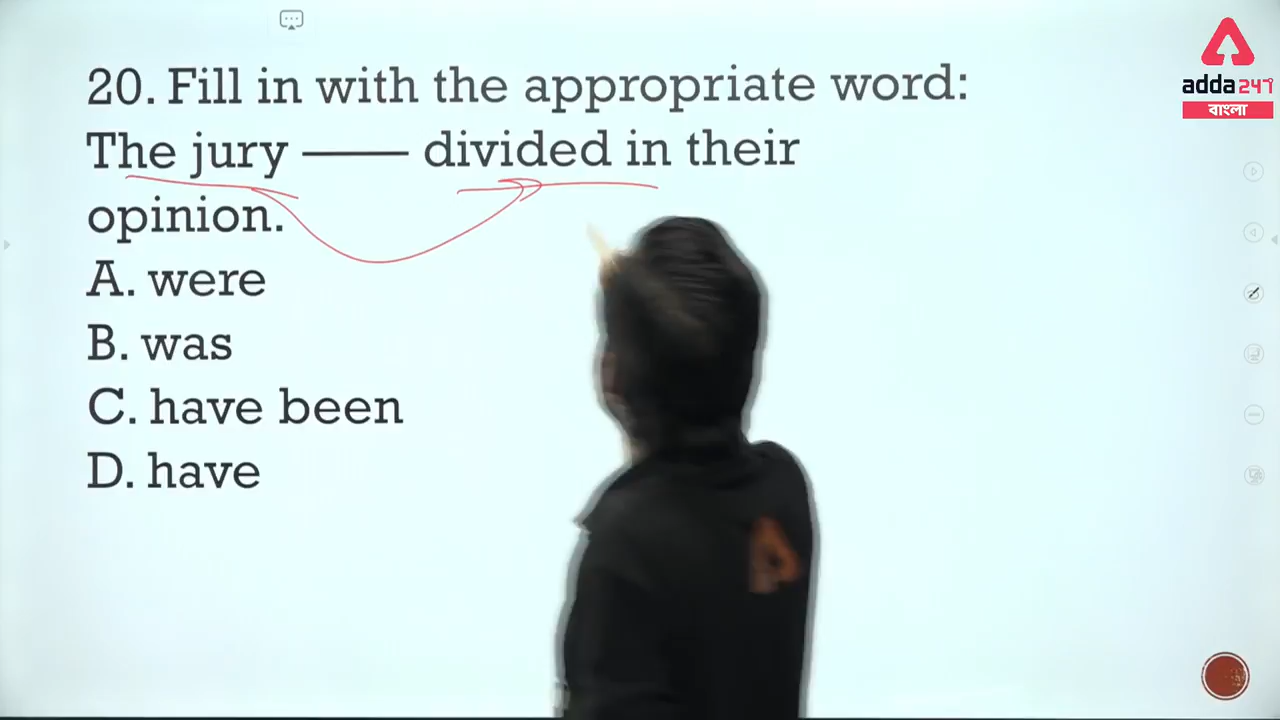 20. Fill in with the appropriate word:
The jury —— divided in their
opinion.
A. were
B. was
C. have been
D. have
adda247
বাংলা